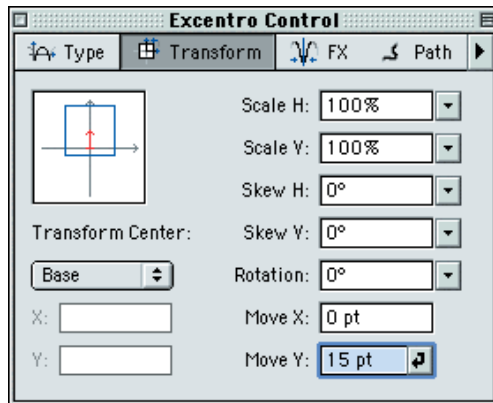 Excentro Control
Type Transform FX Path
Scale H: 100%
Scale V: 100%
Skew H: 0°
Transform Center: Skew V: 0°
Base Rotation: 0°
X: Move X: 0 pt
Y: Move Y: 15 pt